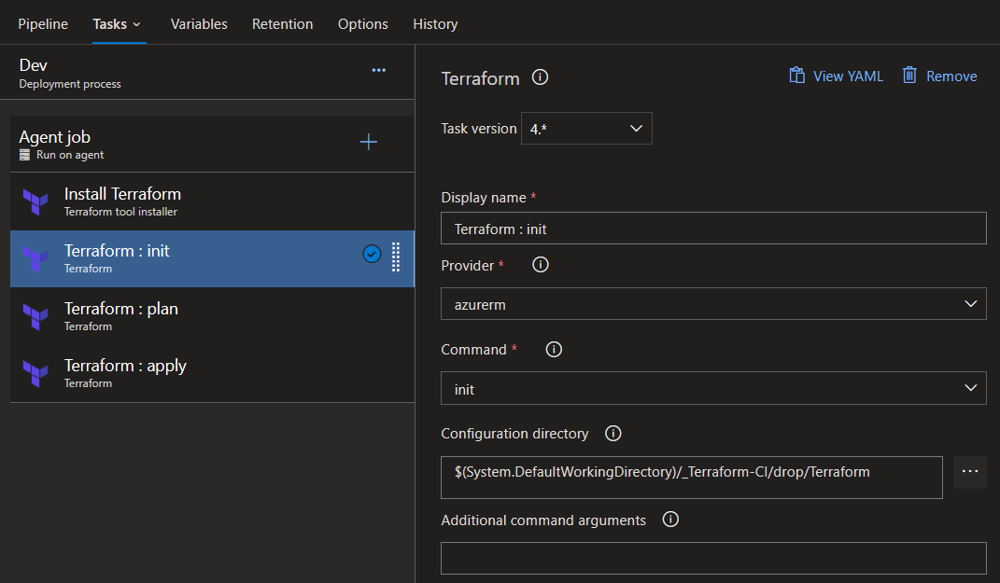 Pipeline Tasks Variables Retention Options History
Dev
Deployment process
Agent job
Run on agent
Install Terraform
Terraform tool installer
Terraform : init
Terraform
Terraform : plan
Terraform
Terraform : apply
Terraform
Terraform
View YAML
Remove
Task version 4.*
Display name *
Terraform : init
Provider *
azurerm
Command *
init
Configuration directory
$(System.DefaultWorkingDirectory)/_Terraform-CI/drop/Terraform
Additional command arguments